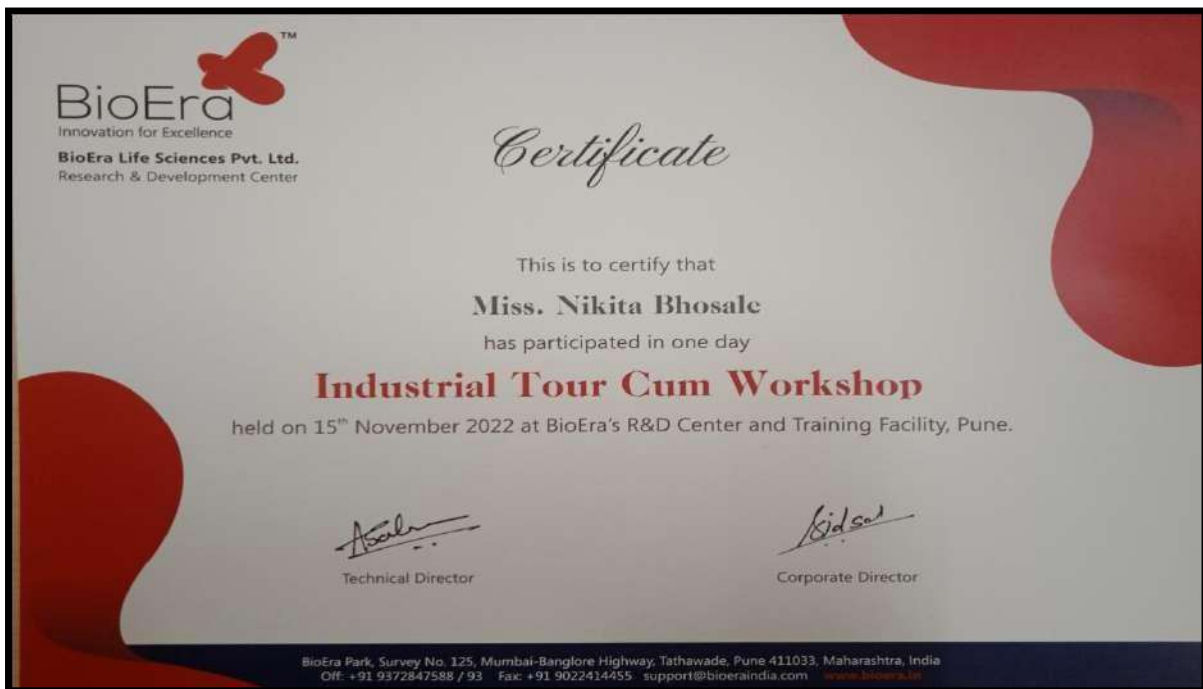 BioEra™
Innovation for Excellence
BioEra Life Sciences Pvt. Ltd.
Research & Development Center
Certificate
This is to certify that
Miss. Nikita Bhosale
has participated in one day
Industrial Tour Cum Workshop
held on 15th November 2022 at BioEra's R&D Center and Training Facility, Pune.
Technical Director
Corporate Director
BioEra Park, Survey No. 125, Mumbai-Banglore Highway, Tathawade, Pune 411033, Maharashtra, India
Off: +91 9372847588 / 93 Fax: +91 9022414455 support@bioeraindia.com www.bioera.in